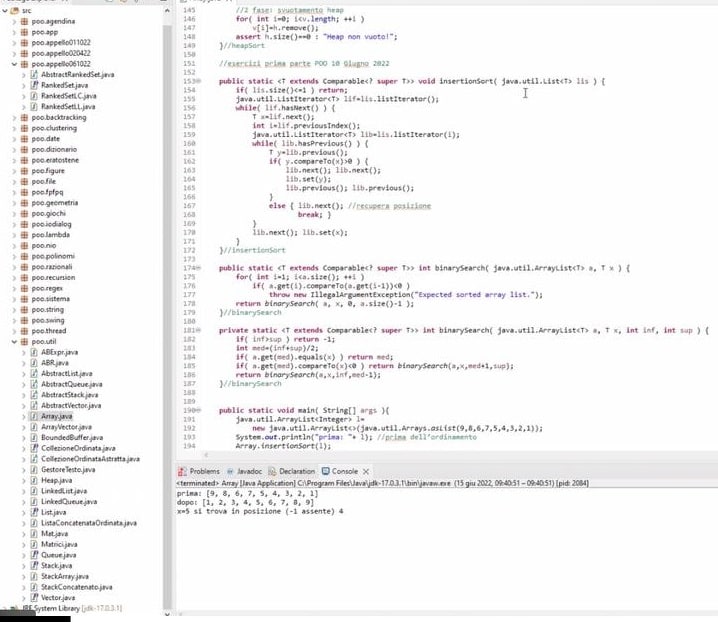 src
poo.agendina
poo.app
poo.appello011022
poo.appello020422
poo.appello061022
AbstractRankedSet.java
RankedSet.java
RankedSetLC.java
RankedSetLL.java
poo.backtracking
poo.clustering
poo.date
poo.dizionario
poo.eratostene
poo.figure
poo.file
poo.fpfpq
poo.geometria
poo.giochi
poo.iodialog
poo.lambda
poo.nio
poo.polinomi
poo.razionali
poo.recursion
poo.regex
poo.sistema
poo.string
poo.swing
poo.thread
poo.util
ABExpr.java
ABR.java
AbstractList.java
AbstractQueue.java
AbstractStack.java
AbstractVector.java
Array.java
ArrayVector.java
BoundedBuffer.java
CollezioneOrdinata.java
CollezioneOrdinataAstratta.java
GestoreTesto.java
Heap.java
LinkedList.java
LinkedQueue.java
List.java
ListaConcatenataOrdinata.java
Mat.java
Matrici.java
Queue.java
Stack.java
StackArray.java
StackConcatenato.java
Vector.java
JRE System Library [jdk-17.0.3.1]
145 //2 fase: svuotamento heap
146 for( int i=0; i<v.length; ++i )
147 v[i]=h.remove();
148 assert h.size()==0 : "Heap non vuoto!";
149 }//heapSort
150
151 //esercizi prima parte POO 10 Giugno 2022
152
153 public static <T extends Comparable<? super T>> void insertionSort( java.util.List<T> lis ) {
154 if( lis.size()<=1 ) return;
155 java.util.ListIterator<T> lif=lis.listIterator();
156 while( lif.hasNext() ) {
157 T x=lif.next();
158 int i=lif.previousIndex();
159 java.util.ListIterator<T> lib=lis.listIterator(i);
160 while( lib.hasPrevious() ) {
161 T y=lib.previous();
162 if( y.compareTo(x)>0 ) {
163 lib.next(); lib.next();
164 lib.set(y);
165 lib.previous(); lib.previous();
166 }
167 else { lib.next(); //recupera posizione
168 break; }
169 }
170 lib.next(); lib.set(x);
171 }
172 }//insertionSort
173
174 public static <T extends Comparable<? super T>> int binarySearch( java.util.ArrayList<T> a, T x ) {
175 for( int i=1; i<a.size(); ++i )
176 if( a.get(i).compareTo(a.get(i-1))<0 )
177 throw new IllegalArgumentException("Expected sorted array list.");
178 return binarySearch( a, x, 0, a.size()-1 );
179 }//binarySearch
180
181 private static <T extends Comparable<? super T>> int binarySearch( java.util.ArrayList<T> a, T x, int inf, int sup ) {
182 if( inf>sup ) return -1;
183 int med=(inf+sup)/2;
184 if( a.get(med).equals(x) ) return med;
185 if( a.get(med).compareTo(x)<0 ) return binarySearch(a,x,med+1,sup);
186 return binarySearch(a,x,inf,med-1);
187 }//binarySearch
188
189
190 public static void main( String[] args ){
191 java.util.ArrayList<Integer> l=
192 new java.util.ArrayList<>(java.util.Arrays.asList(9,8,6,7,5,4,3,2,1));
193 System.out.println("prima: "+ l); //prima dell'ordinamento
194 Array.insertionSort(l);
Problems Javadoc Declaration Console
<terminated> Array [Java Application] C:\Program Files\Java\jdk-17.0.3.1\bin\javaw.exe (15 giu 2022, 09:40:51 – 09:40:51) [pid: 2084]
prima: [9, 8, 6, 7, 5, 4, 3, 2, 1]
dopo: [1, 2, 3, 4, 5, 6, 7, 8, 9]
x=5 si trova in posizione (-1 assente) 4